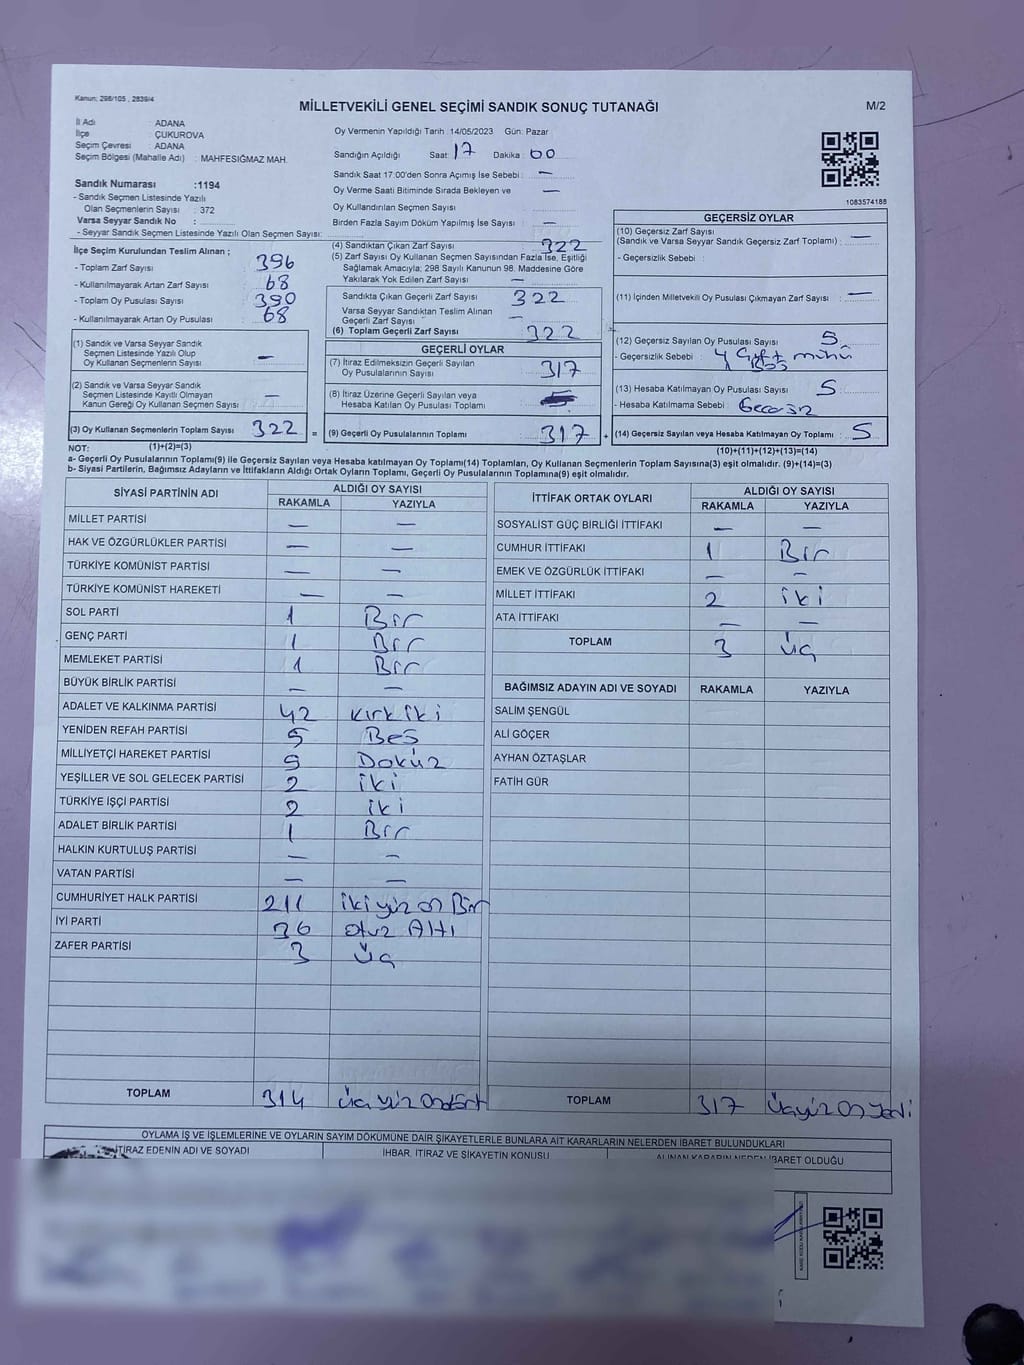 Kanun: 298/105 , 2839/4
MİLLETVEKİLİ GENEL SEÇİMİ SANDIK SONUÇ TUTANAĞI
M/2
İl Adı : ADANA
İlçe : ÇUKUROVA
Seçim Çevresi : ADANA
Seçim Bölgesi (Mahalle Adı) : MAHFESIĞMAZ MAH.
Oy Vermenin Yapıldığı Tarih : 14/05/2023 Gün: Pazar
Sandığın Açıldığı Saat: 17 Dakika: 00
Sandık Saat 17:00'den Sonra Açımış İse Sebebi : —
Oy Verme Saati Bitiminde Sırada Bekleyen ve —
Oy Kullandırılan Seçmen Sayısı
Birden Fazla Sayım Döküm Yapılmış İse Sayısı : —
1083574188
Sandık Numarası :1194
- Sandık Seçmen Listesinde Yazılı
Olan Seçmenlerin Sayısı : 372
Varsa Seyyar Sandık No :
- Seyyar Sandık Seçmen Listesinde Yazılı Olan Seçmen Sayısı:
İlçe Seçim Kurulundan Teslim Alınan ;
- Toplam Zarf Sayısı 396
- Kullanılmayarak Artan Zarf Sayısı 68
- Toplam Oy Pusulası Sayısı 390
- Kullanılmayarak Artan Oy Pusulası 68
(1) Sandık ve Varsa Seyyar Sandık
Seçmen Listesinde Yazılı Olup
Oy Kullanan Seçmenlerin Sayısı —
(2) Sandık ve Varsa Seyyar Sandık
Seçmen Listesinde Kayıtlı Olmayan
Kanun Gereği Oy Kullanan Seçmen Sayısı —
(3) Oy Kullanan Seçmenlerin Toplam Sayısı 322 =
(1)+(2)=(3)
(4) Sandıktan Çıkan Zarf Sayısı 322
(5) Zarf Sayısı Oy Kullanan Seçmen Sayısından Fazla İse, Eşitliği
Sağlamak Amacıyla; 298 Sayılı Kanunun 98. Maddesine Göre
Yakılarak Yok Edilen Zarf Sayısı —
Sandıkta Çıkan Geçerli Zarf Sayısı 322
Varsa Seyyar Sandıktan Teslim Alınan
Geçerli Zarf Sayısı —
(6) Toplam Geçerli Zarf Sayısı 322
GEÇERLİ OYLAR
(7) İtiraz Edilmeksizin Geçerli Sayılan
Oy Pusulalarının Sayısı 317
(8) İtiraz Üzerine Geçerli Sayılan veya
Hesaba Katılan Oy Pusulası Toplamı
(9) Geçerli Oy Pusulalarının Toplamı 317 +
GEÇERSİZ OYLAR
(10) Geçersiz Zarf Sayısı
(Sandık ve Varsa Seyyar Sandık Geçersiz Zarf Toplamı) : —
- Geçersizlik Sebebi :
(11) İçinden Milletvekili Oy Pusulası Çıkmayan Zarf Sayısı : —
(12) Geçersiz Sayılan Oy Pusulası Sayısı : 5
- Geçersizlik Sebebi : 4 Çift mühü
(13) Hesaba Katılmayan Oy Pusulası Sayısı : 5
- Hesaba Katılmama Sebebi : Gecersiz
(14) Geçersiz Sayılan veya Hesaba Katılmayan Oy Toplamı : 5
(10)+(11)+(12)+(13)=(14)
NOT:
a- Geçerli Oy Pusulalarının Toplamı(9) ile Geçersiz Sayılan veya Hesaba katılmayan Oy Toplamı(14) Toplamları, Oy Kullanan Seçmenlerin Toplam Sayısına(3) eşit olmalıdır. (9)+(14)=(3)
b- Siyasi Partilerin, Bağımsız Adayların ve İttifakların Aldığı Ortak Oyların Toplamı, Geçerli Oy Pusulalarının Toplamına(9) eşit olmalıdır.
SİYASİ PARTİNİN ADI
ALDIĞI OY SAYISI
RAKAMLA YAZIYLA
MİLLET PARTİSİ — —
HAK VE ÖZGÜRLÜKLER PARTİSİ — —
TÜRKİYE KOMÜNİST PARTİSİ — —
TÜRKİYE KOMÜNİST HAREKETİ — —
SOL PARTİ 1 Bir
GENÇ PARTİ 1 Bir
MEMLEKET PARTİSİ 1 Bir
BÜYÜK BİRLİK PARTİSİ — —
ADALET VE KALKINMA PARTİSİ 42 Kırk iki
YENİDEN REFAH PARTİSİ 5 Beş
MİLLİYETÇİ HAREKET PARTİSİ 9 Dokuz
YEŞİLLER VE SOL GELECEK PARTİSİ 2 iki
TÜRKİYE İŞÇİ PARTİSİ 2 iki
ADALET BİRLİK PARTİSİ 1 Bir
HALKIN KURTULUŞ PARTİSİ — —
VATAN PARTİSİ — —
CUMHURİYET HALK PARTİSİ 211 iki yüz on Bir
İYİ PARTİ 36 otuz Altı
ZAFER PARTİSİ 3 üç
TOPLAM 314 üç yüz ondört
İTTİFAK ORTAK OYLARI
ALDIĞI OY SAYISI
RAKAMLA YAZIYLA
SOSYALİST GÜÇ BİRLİĞİ İTTİFAKI — —
CUMHUR İTTİFAKI 1 Bir
EMEK VE ÖZGÜRLÜK İTTİFAKI — —
MİLLET İTTİFAKI 2 iki
ATA İTTİFAKI — —
TOPLAM 3 üç
BAĞIMSIZ ADAYIN ADI VE SOYADI RAKAMLA YAZIYLA
SALİM ŞENGÜL
ALİ GÖÇER
AYHAN ÖZTAŞLAR
FATİH GÜR
TOPLAM 317 üçyüz On yedi
OYLAMA İŞ VE İŞLEMLERİNE VE OYLARIN SAYIM DÖKÜMÜNE DAİR ŞİKAYETLERLE BUNLARA AİT KARARLARIN NELERDEN İBARET BULUNDUKLARI
İTİRAZ EDENİN ADI VE SOYADI
İHBAR, İTİRAZ VE ŞİKAYETİN KONUSU
ALINAN KARARIN NEDEN İBARET OLDUĞU